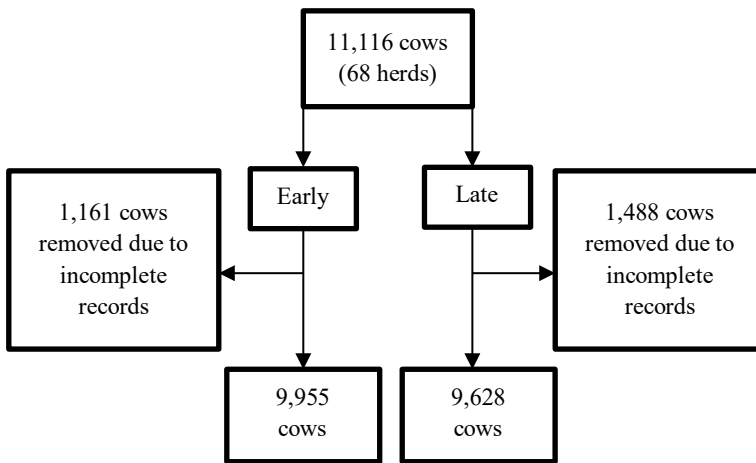 11,116 cows
(68 herds)
Early
Late
1,161 cows
removed due to
incomplete
records
1,488 cows
removed due to
incomplete
records
9,955
cows
9,628
cows